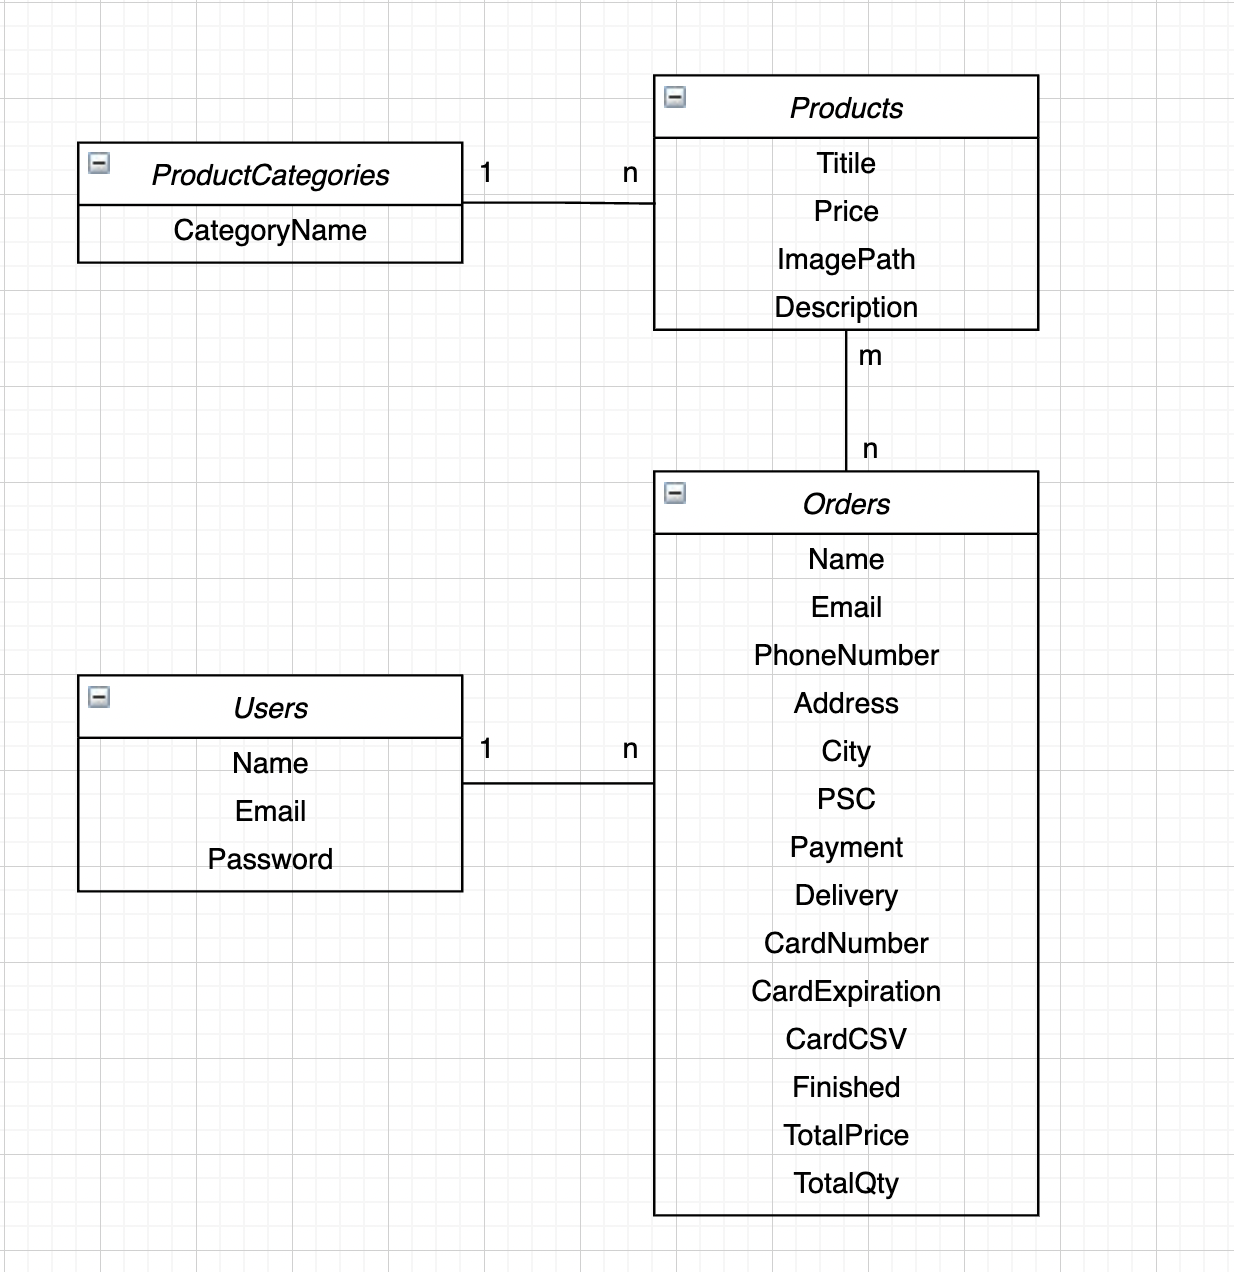 Products
Titile
Price
ImagePath
Description
ProductCategories
CategoryName
1
n
m
n
Orders
Name
Email
PhoneNumber
Address
City
PSC
Payment
Delivery
CardNumber
CardExpiration
CardCSV
Finished
TotalPrice
TotalQty
Users
Name
Email
Password
1
n